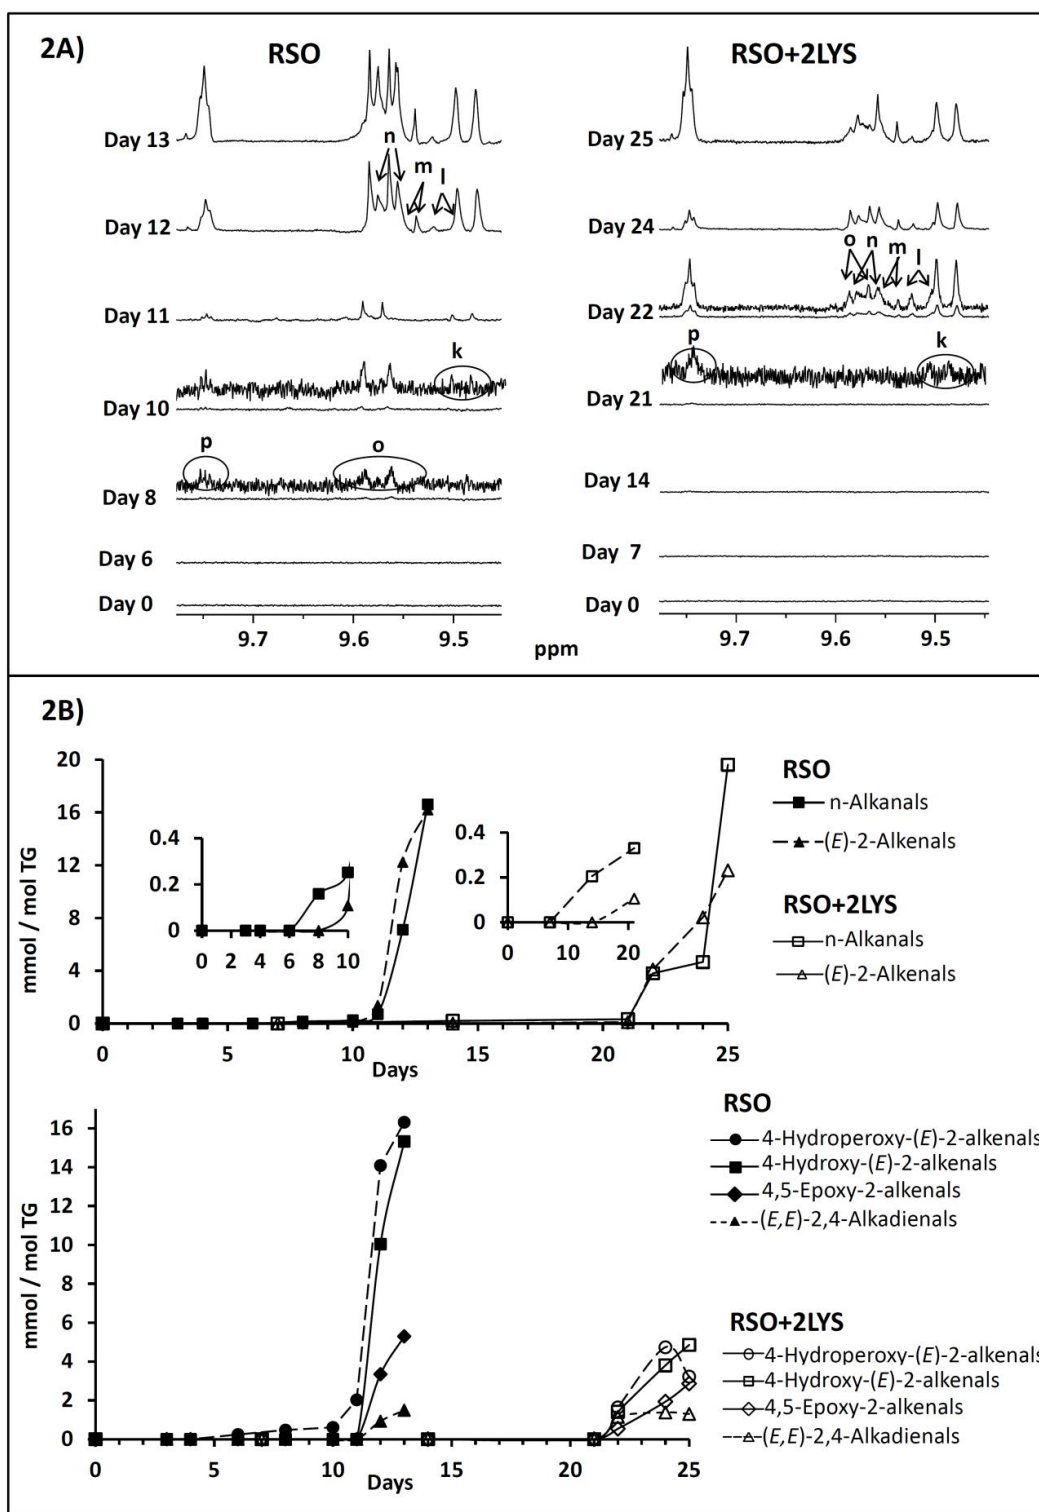 2A)
RSO
RSO+2LYS
Day 13
n
m
l
Day 12
Day 11
k
Day 10
p
o
Day 8
Day 6
Day 0
9.7 9.6 9.5
ppm
Day 25
Day 24
o n m l
Day 22
p
k
Day 21
Day 14
Day 7
Day 0
9.7 9.6 9.5
2B)
20
16
12
8
4
0
mmol / mol TG
0.4
0.2
0
0 2 4 6 8 10
0.4
0.2
0
0 10 20
0 5 10 15 20 25
Days
RSO
n-Alkanals
(E)-2-Alkenals
RSO+2LYS
n-Alkanals
(E)-2-Alkenals
16
14
12
10
8
6
4
2
0
mmol / mol TG
0 5 10 15 20 25
Days
RSO
4-Hydroperoxy-(E)-2-alkenals
4-Hydroxy-(E)-2-alkenals
4,5-Epoxy-2-alkenals
(E,E)-2,4-Alkadienals
RSO+2LYS
4-Hydroperoxy-(E)-2-alkenals
4-Hydroxy-(E)-2-alkenals
4,5-Epoxy-2-alkenals
(E,E)-2,4-Alkadienals